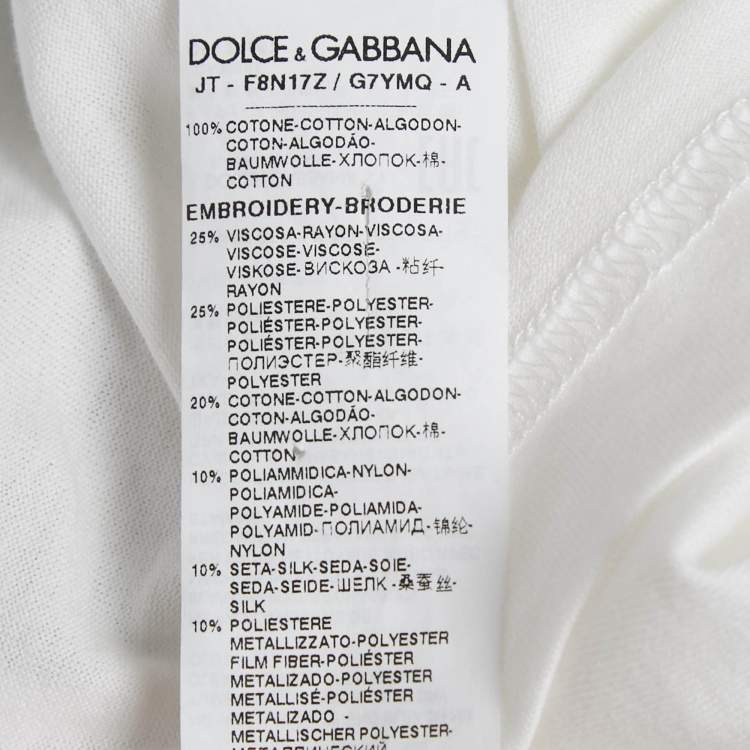 DOLCE & GABBANA
JT - F8N17Z / G7YMQ - A
100% COTONE-COTTON-ALGODON-
COTON-ALGODÃO-
BAUMWOLLE-ХЛОПОК-棉-
COTTON
EMBROIDERY-BRODERIE
25% VISCOSA-RAYON-VISCOSA-
VISCOSE-VISCOSE-
VISKOSE-ВИСКОЗА -粘纤-
RAYON
25% POLIESTERE-POLYESTER-
POLIÉSTER-POLYESTER-
POLIÉSTER-POLYESTER-
ПОЛИЭСТЕР-聚酯纤维-
POLYESTER
20% COTONE-COTTON-ALGODON-
COTON-ALGODÃO-
BAUMWOLLE-ХЛОПОК-棉-
COTTON
10% POLIAMMIDICA-NYLON-
POLIAMIDICA-
POLYAMIDE-POLIAMIDA-
POLYAMID-ПОЛИАМИД-锦纶-
NYLON
10% SETA-SILK-SEDA-SOIE-
SEDA-SEIDE-ШЕЛК -桑蚕丝-
SILK
10% POLIESTERE
METALLIZZATO-POLYESTER
FILM FIBER-POLIÉSTER
METALIZADO-POLYESTER
METALLISÉ-POLIÉSTER
METALIZADO -
METALLISCHER POLYESTER-
МЕТАЛЛИЧЕСКИЙ